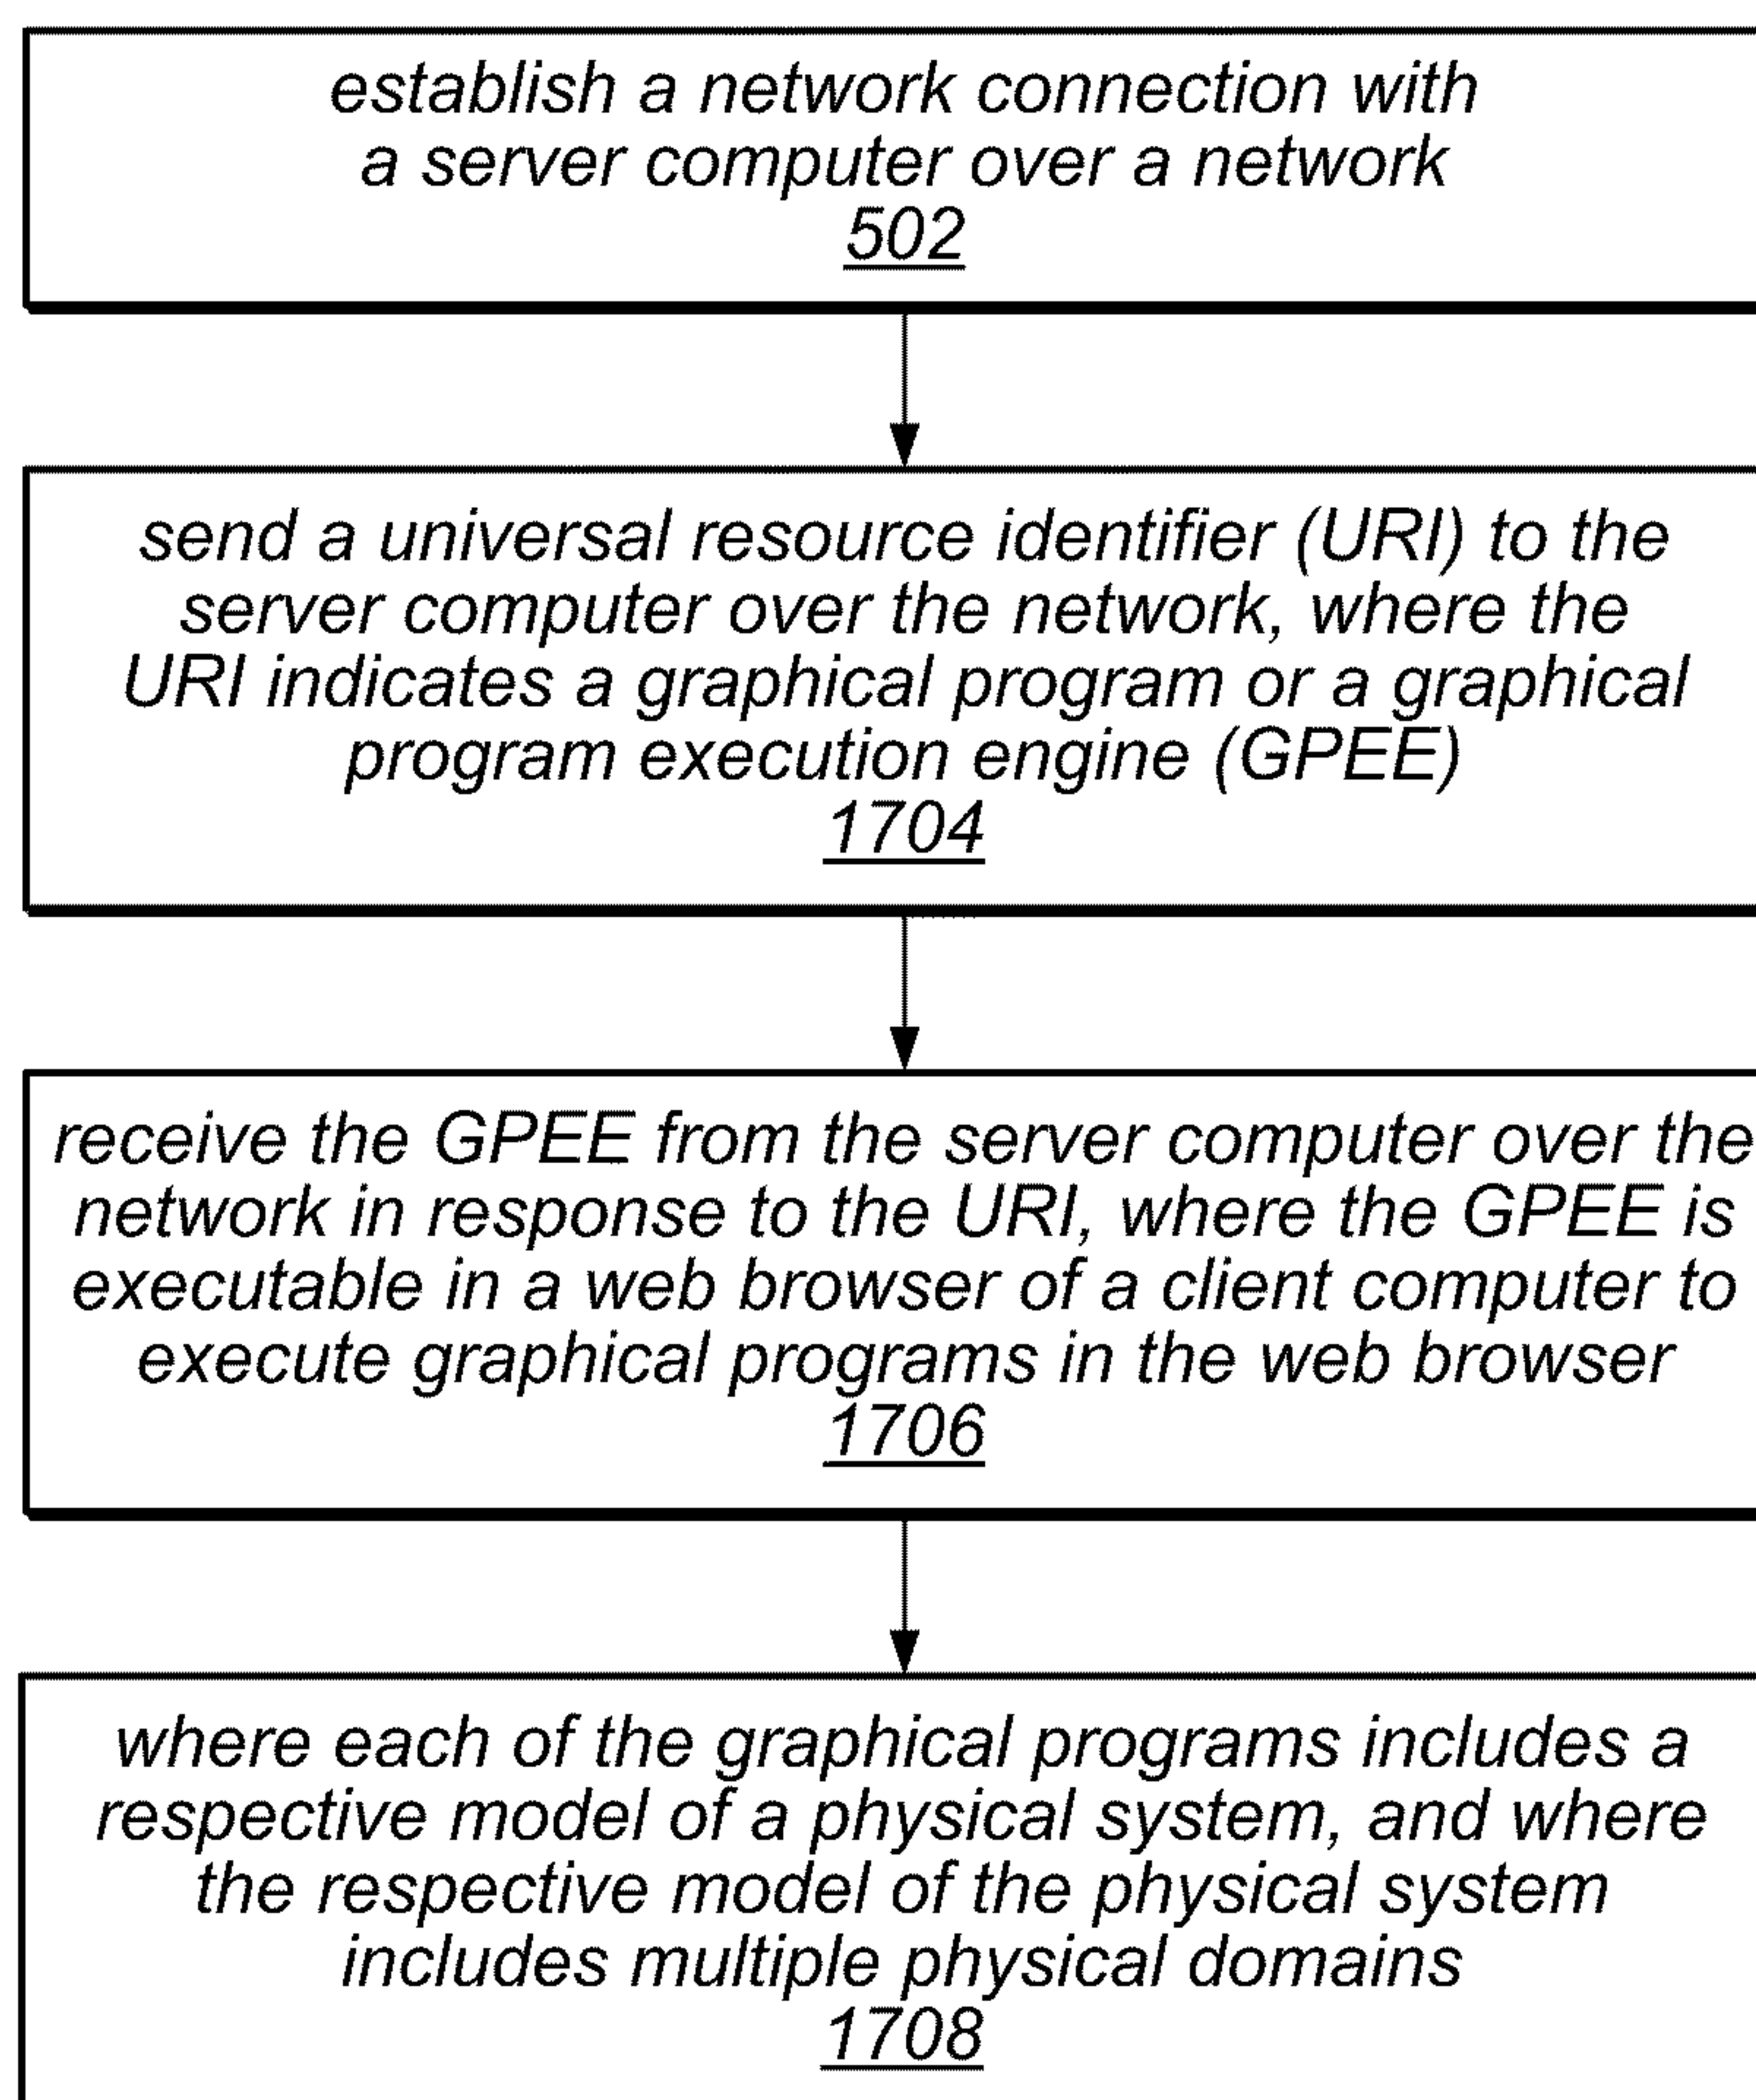 establish a network connection with
a server computer over a network
502
send a universal resource identifier (URI) to the
server computer over the network, where the
URI indicates a graphical program or a graphical
program execution engine (GPEE)
1704
receive the GPEE from the server computer over the
network in response to the URI, where the GPEE is
executable in a web browser of a client computer to
execute graphical programs in the web browser
1706
where each of the graphical programs includes a
respective model of a physical system, and where
the respective model of the physical system
includes multiple physical domains
1708